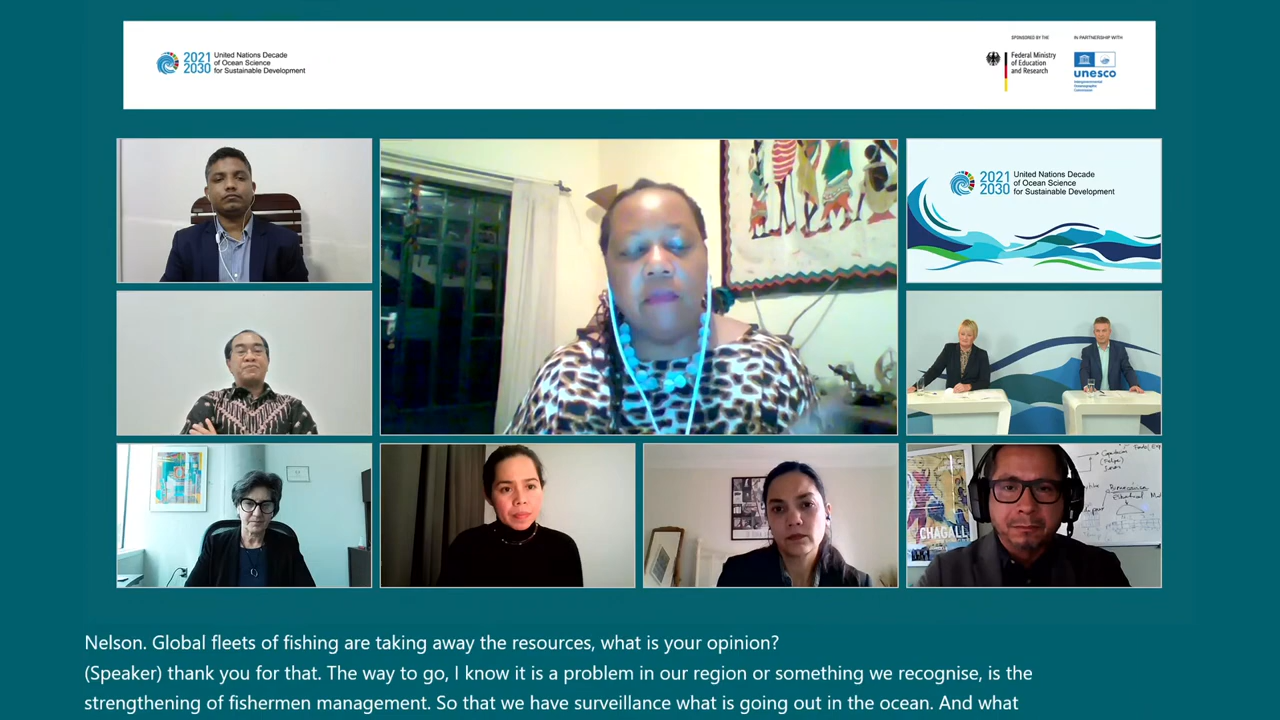 2021
2030
United Nations Decade
of Ocean Science
for Sustainable Development
SPONSORED BY THE
Federal Ministry
of Education
and Research
IN PARTNERSHIP WITH
unesco
Intergovernmental
Oceanographic
Commission
2021
2030
United Nations Decade
of Ocean Science
for Sustainable Development
CHAGALL
Nelson. Global fleets of fishing are taking away the resources, what is your opinion?
(Speaker) thank you for that. The way to go, I know it is a problem in our region or something we recognise, is the
strengthening of fishermen management. So that we have surveillance what is going out in the ocean. And what